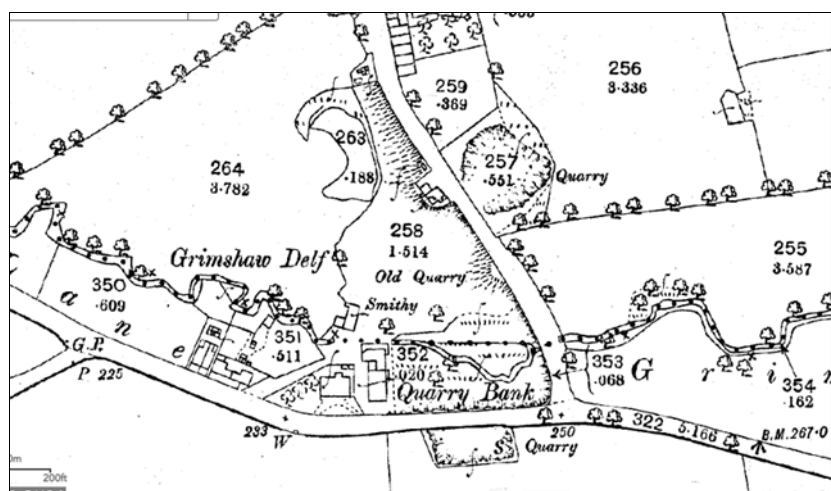 259
.369
256
3.336
263
.188
264
3.782
257
.551
Quarry
258
1.514
Old Quarry
255
3.587
Grimshaw Delf
Smithy
350
.609
a
n
e
351
.511
352
.020
353
.068
G
r
i
n
354
.162
G.P.
P. 225
Quarry Bank
233
W
250
322
5.166
B.M. 267.0
S
Quarry
200ft